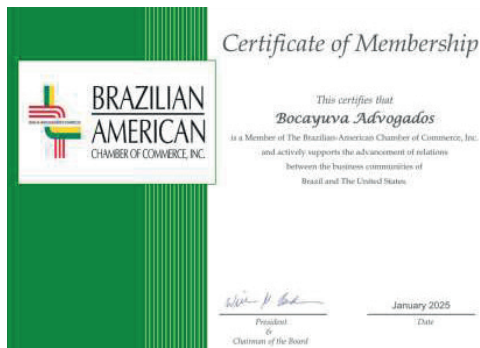 Certificate of Membership
BRAZILIAN
AMERICAN
CHAMBER OF COMMERCE, INC.
This certifies that
Bocayuva Advogados
is a Member of The Brazilian-American Chamber of Commerce, Inc.
and actively supports the advancement of relations
between the business communities of
Brazil and The United States
January 2025
President
&
Chairman of the Board
Date